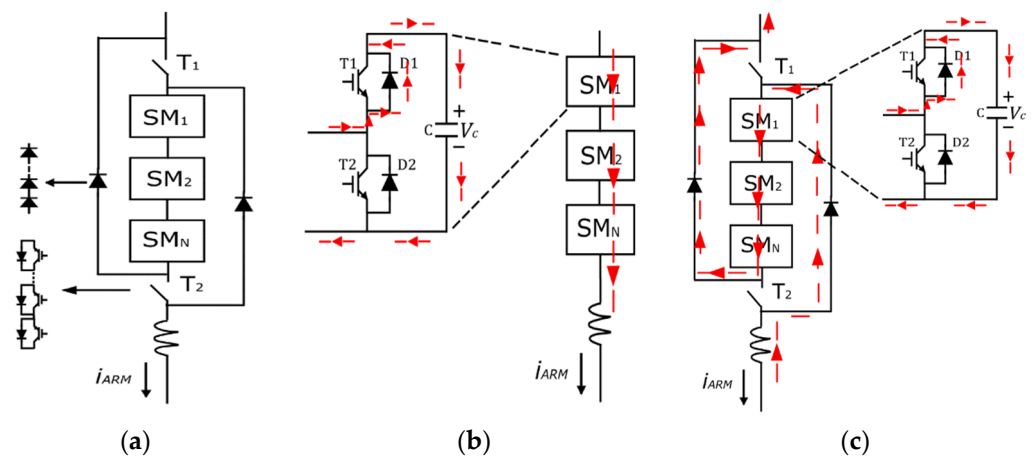 T1
SM1
SM2
SMN
T2
iARM
(a)
T1
D1
C
+
Vc
−
T2
D2
SM1
SM2
SMN
iARM
(b)
T1
SM1
SM2
SMN
T2
iARM
T1
D1
C
+
Vc
−
T2
D2
(c)